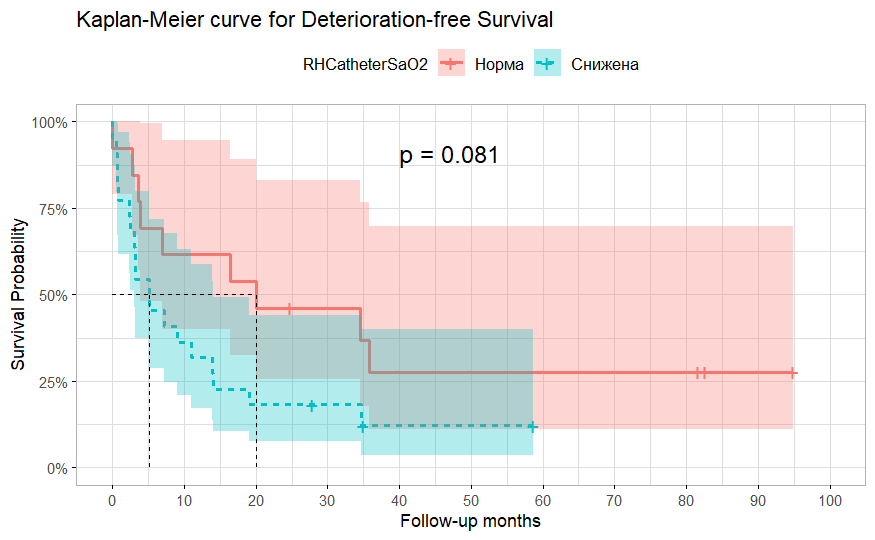 Kaplan-Meier curve for Deterioration-free Survival
RHCatheterSaO2 Норма Снижена
p = 0.081
100%
75%
50%
25%
0%
Survival Probability
0 10 20 30 40 50 60 70 80 90 100
Follow-up months